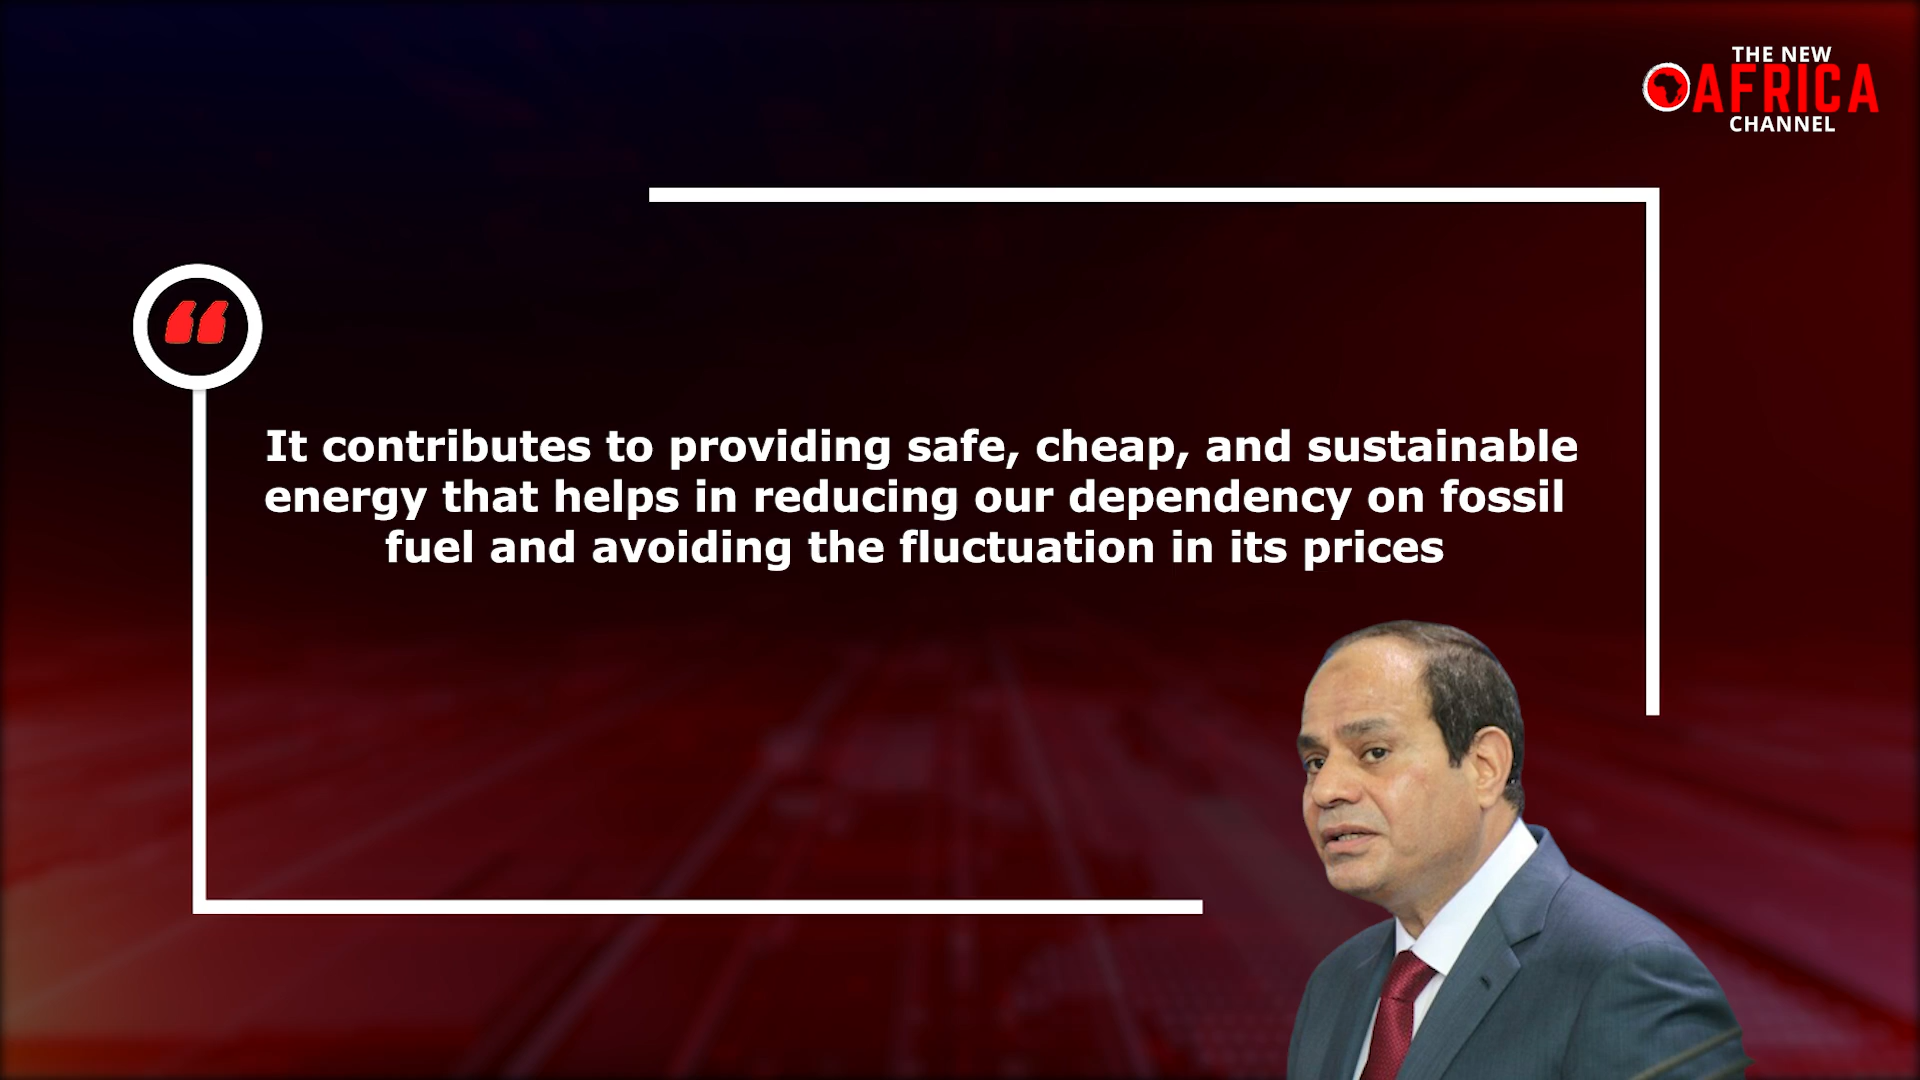 THE NEW
AFRICA
CHANNEL
“
It contributes to providing safe, cheap, and sustainable
energy that helps in reducing our dependency on fossil
fuel and avoiding the fluctuation in its prices